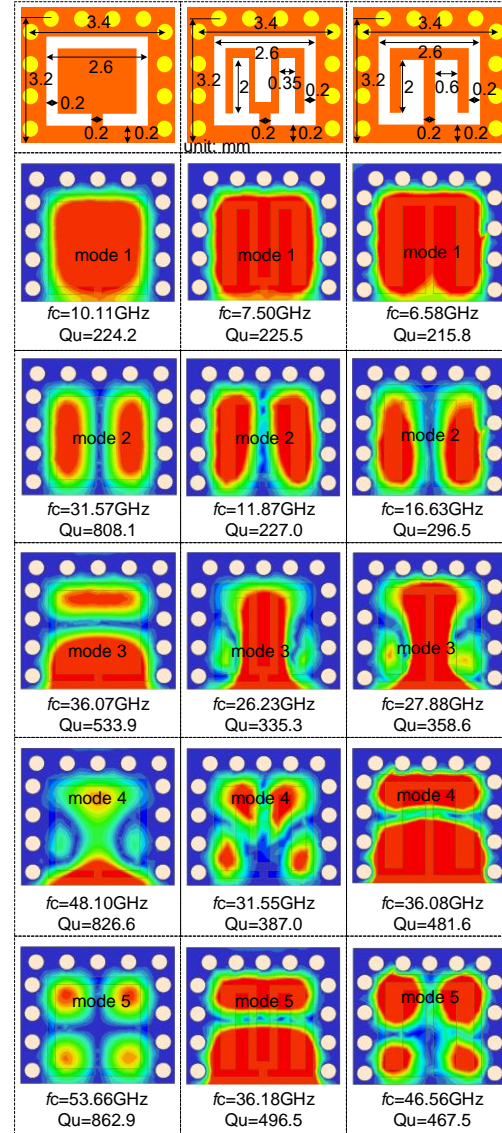 3.4 3.4 3.4
2.6 2.6 2.6
3.2 3.2 3.2
0.2 2 0.35 0.2 2 0.6 0.2
0.2 0.2 0.2 0.2 0.2 0.2
unit: mm
mode 1 mode 1 mode 1
fc=10.11GHz fc=7.50GHz fc=6.58GHz
Qu=224.2 Qu=225.5 Qu=215.8
mode 2 mode 2 mode 2
fc=31.57GHz fc=11.87GHz fc=16.63GHz
Qu=808.1 Qu=227.0 Qu=296.5
mode 3 mode 3 mode 3
fc=36.07GHz fc=26.23GHz fc=27.88GHz
Qu=533.9 Qu=335.3 Qu=358.6
mode 4 mode 4 mode 4
fc=48.10GHz fc=31.55GHz fc=36.08GHz
Qu=826.6 Qu=387.0 Qu=481.6
mode 5 mode 5 mode 5
fc=53.66GHz fc=36.18GHz fc=46.56GHz
Qu=862.9 Qu=496.5 Qu=467.5